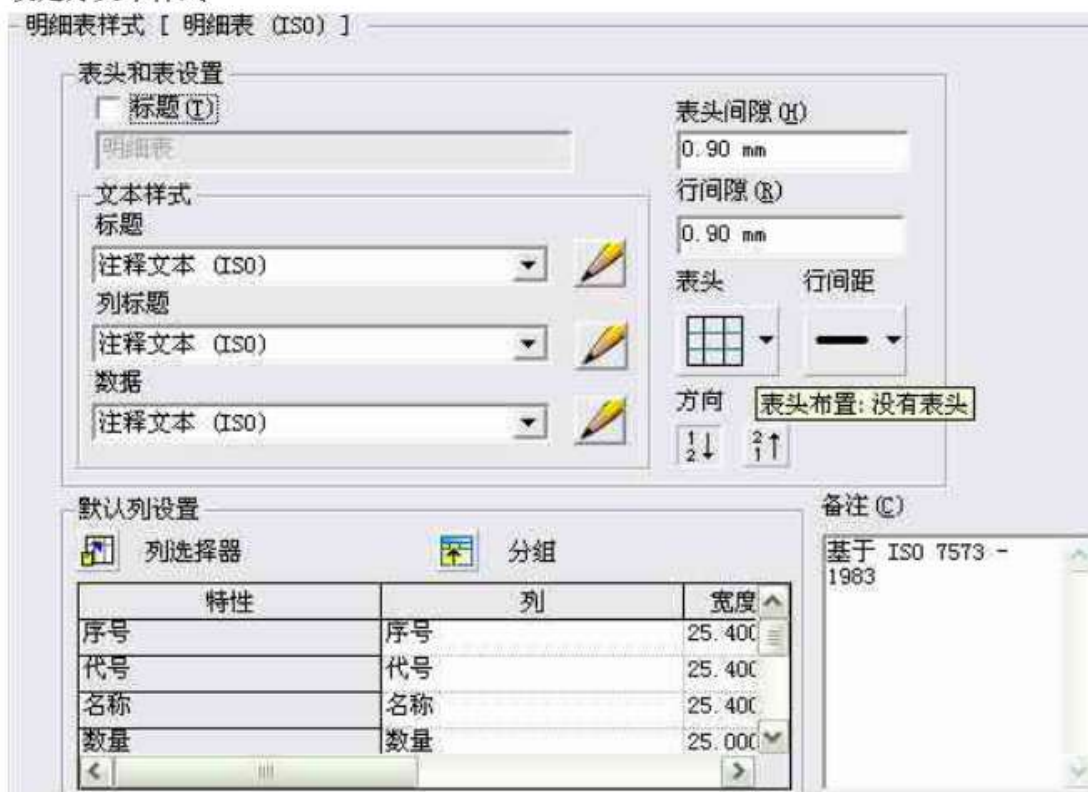 明细表样式 [ 明细表 (ISO) ]
表头和表设置
标题(T)
明细表
文本样式
标题
注释文本 (ISO)
列标题
注释文本 (ISO)
数据
注释文本 (ISO)
表头间隙(H)
0.90 mm
行间隙(R)
0.90 mm
表头 行间距
方向
表头布置: 没有表头
1 2 2 1
默认列设置
列选择器 分组
特性 列 宽度
序号 序号 25.400
代号 代号 25.400
名称 名称 25.400
数量 数量 25.000
备注(C)
基于 ISO 7573 -
1983